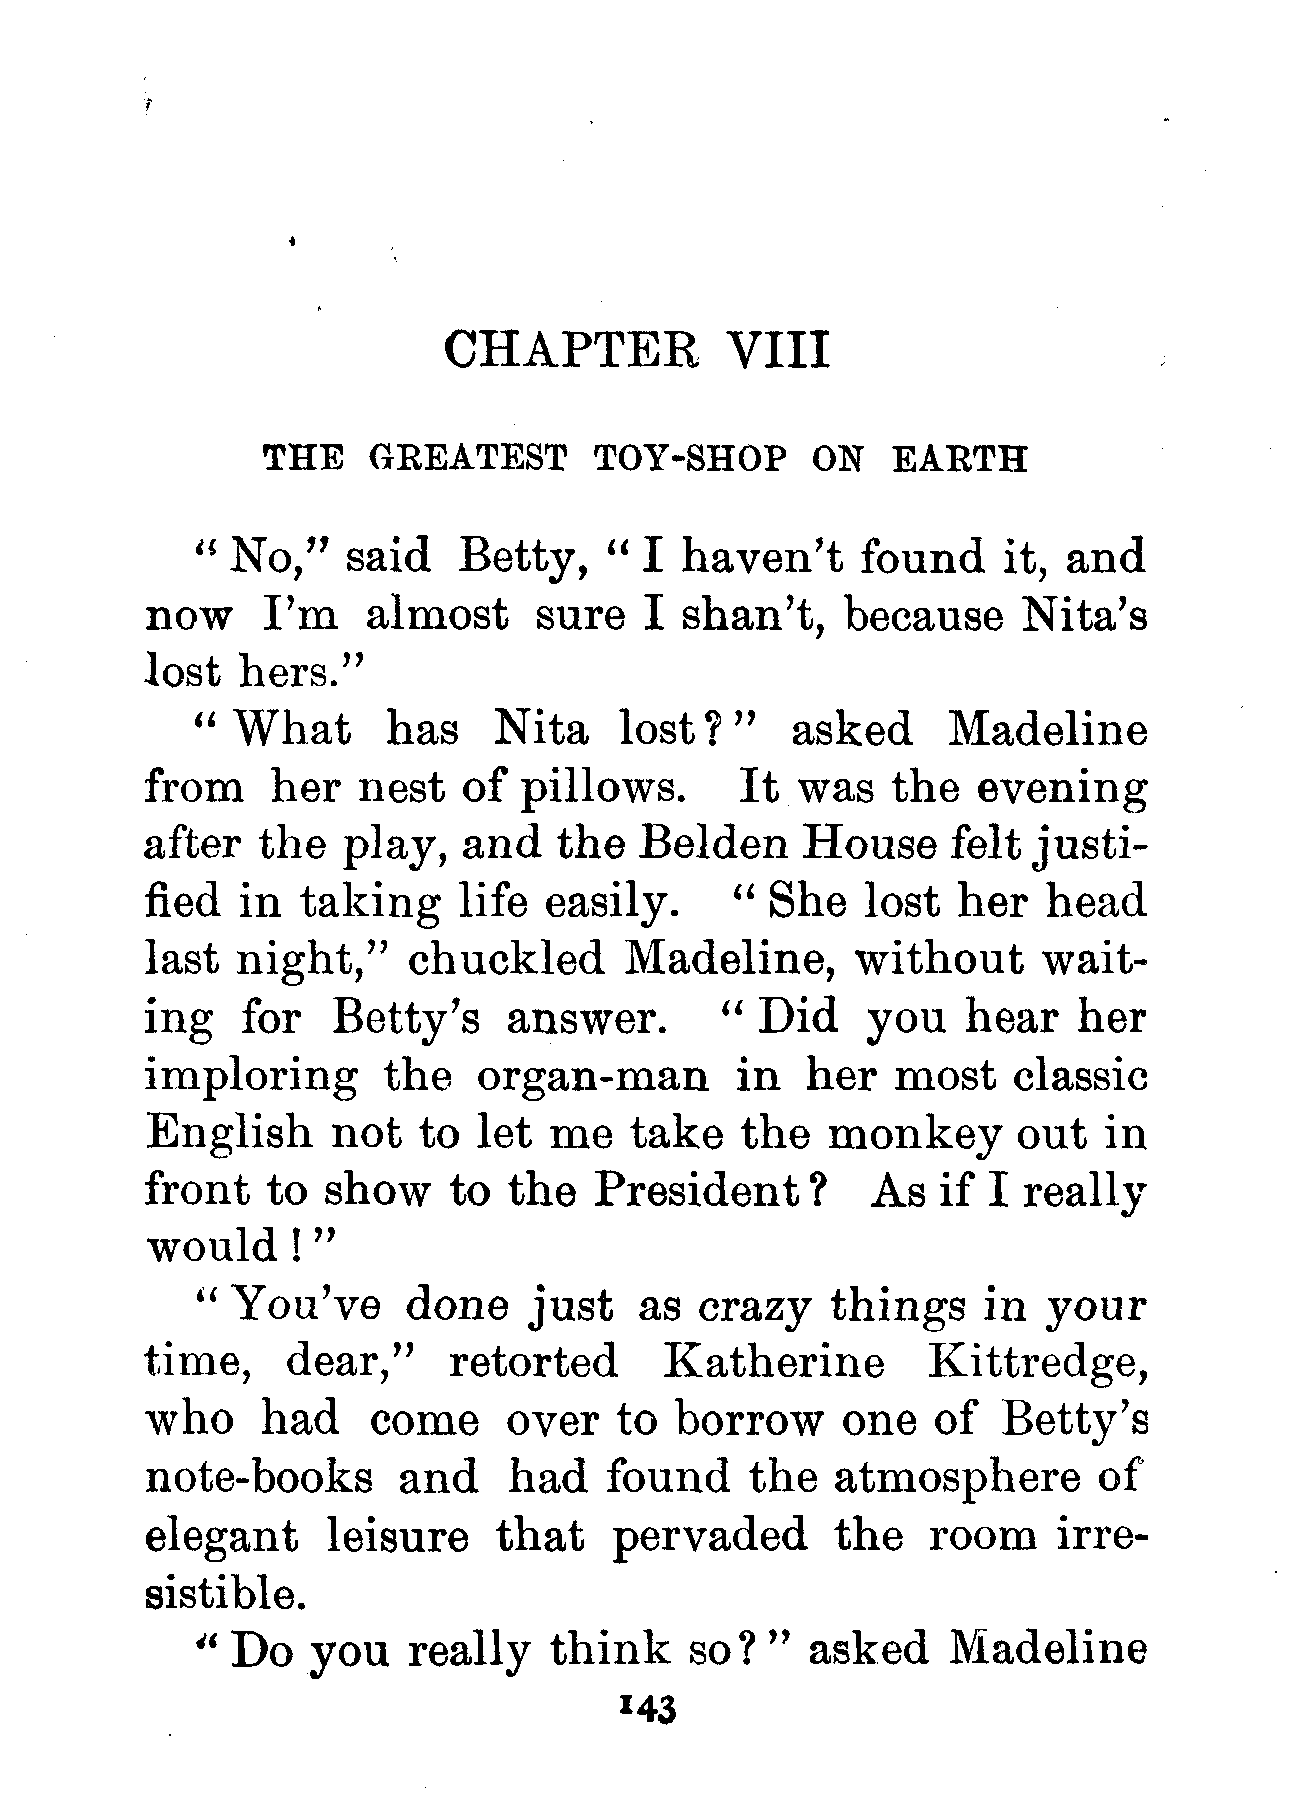 CHAPTER VIII
THE GREATEST TOY-SHOP ON EARTH
" No," said Betty, " I haven't found it, and
now I'm almost sure I shan't, because Nita's
lost hers."
" What has Nita lost? " asked Madeline
from her nest of pillows. It was the evening
after the play, and the Belden House felt justi-
fied in taking life easily. " She lost her head
last night," chuckled Madeline, without wait-
ing for Betty's answer. " Did you hear her
imploring the organ-man in her most classic
English not to let me take the monkey out in
front to show to the President? As if I really
would ! "
" You've done just as crazy things in your
time, dear," retorted Katherine Kittredge,
who had come over to borrow one of Betty's
note-books and had found the atmosphere of
elegant leisure that pervaded the room irre-
sistible.
" Do you really think so? " asked Madeline
143